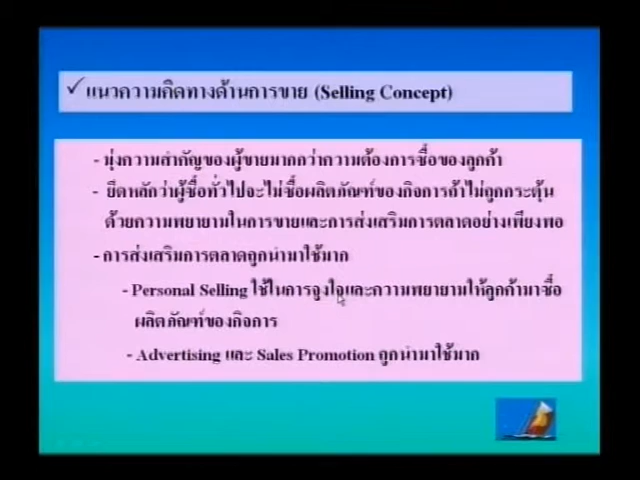 ✓แนวความคิดทางด้านการขาย (Selling Concept)
- มุ่งความสำคัญของผู้ขายมากกว่าความต้องการซื้อของลูกค้า
- ยึดหลักว่าผู้ซื้อทั่วไปจะไม่ซื้อผลิตภัณฑ์ของกิจการถ้าไม่ถูกกระตุ้น
ด้วยความพยายามในการขายและการส่งเสริมการตลาดอย่างเพียงพอ
- การส่งเสริมการตลาดถูกนำมาใช้มาก
- Personal Selling ใช้ในการจูงใจและความพยายามให้ลูกค้ามาซื้อ
ผลิตภัณฑ์ของกิจการ
- Advertising และ Sales Promotion ถูกนำมาใช้มาก